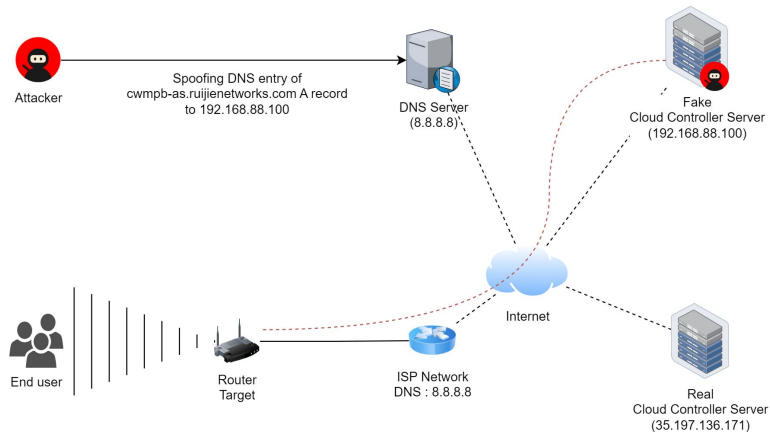 Attacker
Spoofing DNS entry of
cwmpb-as.ruijienetworks.com A record
to 192.168.88.100
DNS Server
(8.8.8.8)
Fake
Cloud Controller Server
(192.168.88.100)
Internet
End user
Router
Target
ISP Network
DNS : 8.8.8.8
Real
Cloud Controller Server
(35.197.136.171)